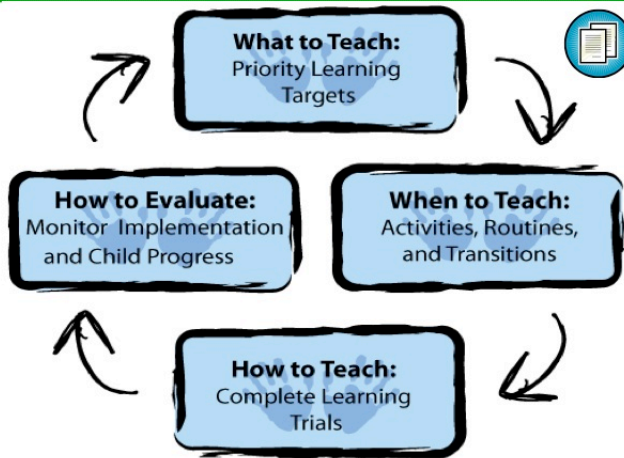 What to Teach:
Priority Learning
Targets
When to Teach:
Activities, Routines,
and Transitions
How to Teach:
Complete Learning
Trials
How to Evaluate:
Monitor Implementation
and Child Progress